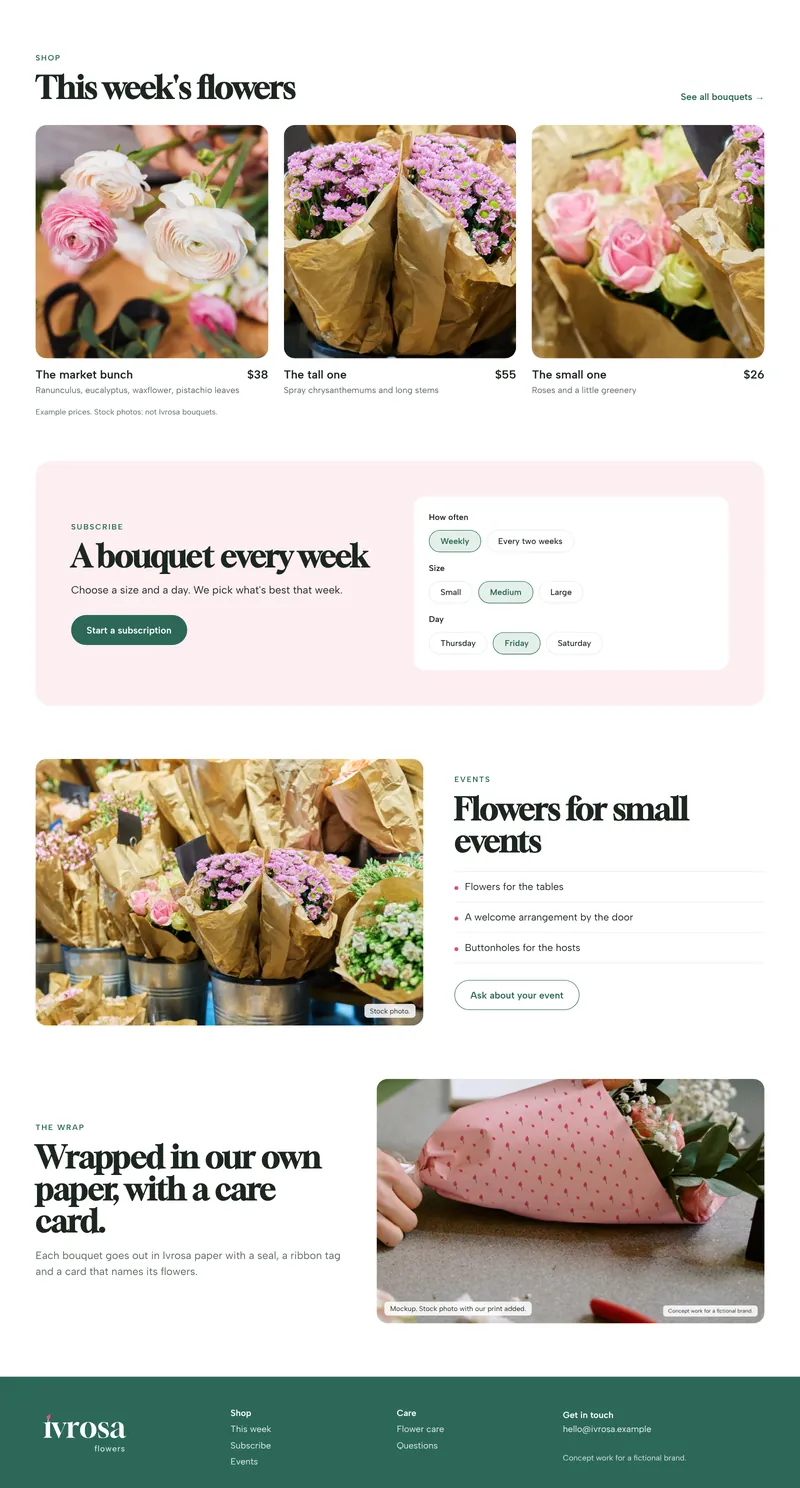 SHOP
This week's flowers
See all bouquets →
The market bunch $38
Ranunculus, eucalyptus, waxflower, pistachio leaves
The tall one $55
Spray chrysanthemums and long stems
The small one $26
Roses and a little greenery
Example prices. Stock photos: not Ivrosa bouquets.
SUBSCRIBE
A bouquet every week
Choose a size and a day. We pick what's best that week.
Start a subscription
How often
Weekly Every two weeks
Size
Small Medium Large
Day
Thursday Friday Saturday
Stock photo.
EVENTS
Flowers for small
events
Flowers for the tables
A welcome arrangement by the door
Buttonholes for the hosts
Ask about your event
THE WRAP
Wrapped in our own
paper, with a care
card.
Each bouquet goes out in Ivrosa paper with a seal, a ribbon tag
and a card that names its flowers.
Mockup. Stock photo with our print added.
Concept work for a fictional brand.
ivrosa
flowers
Shop
This week
Subscribe
Events
Care
Flower care
Questions
Get in touch
hello@ivrosa.example
Concept work for a fictional brand.